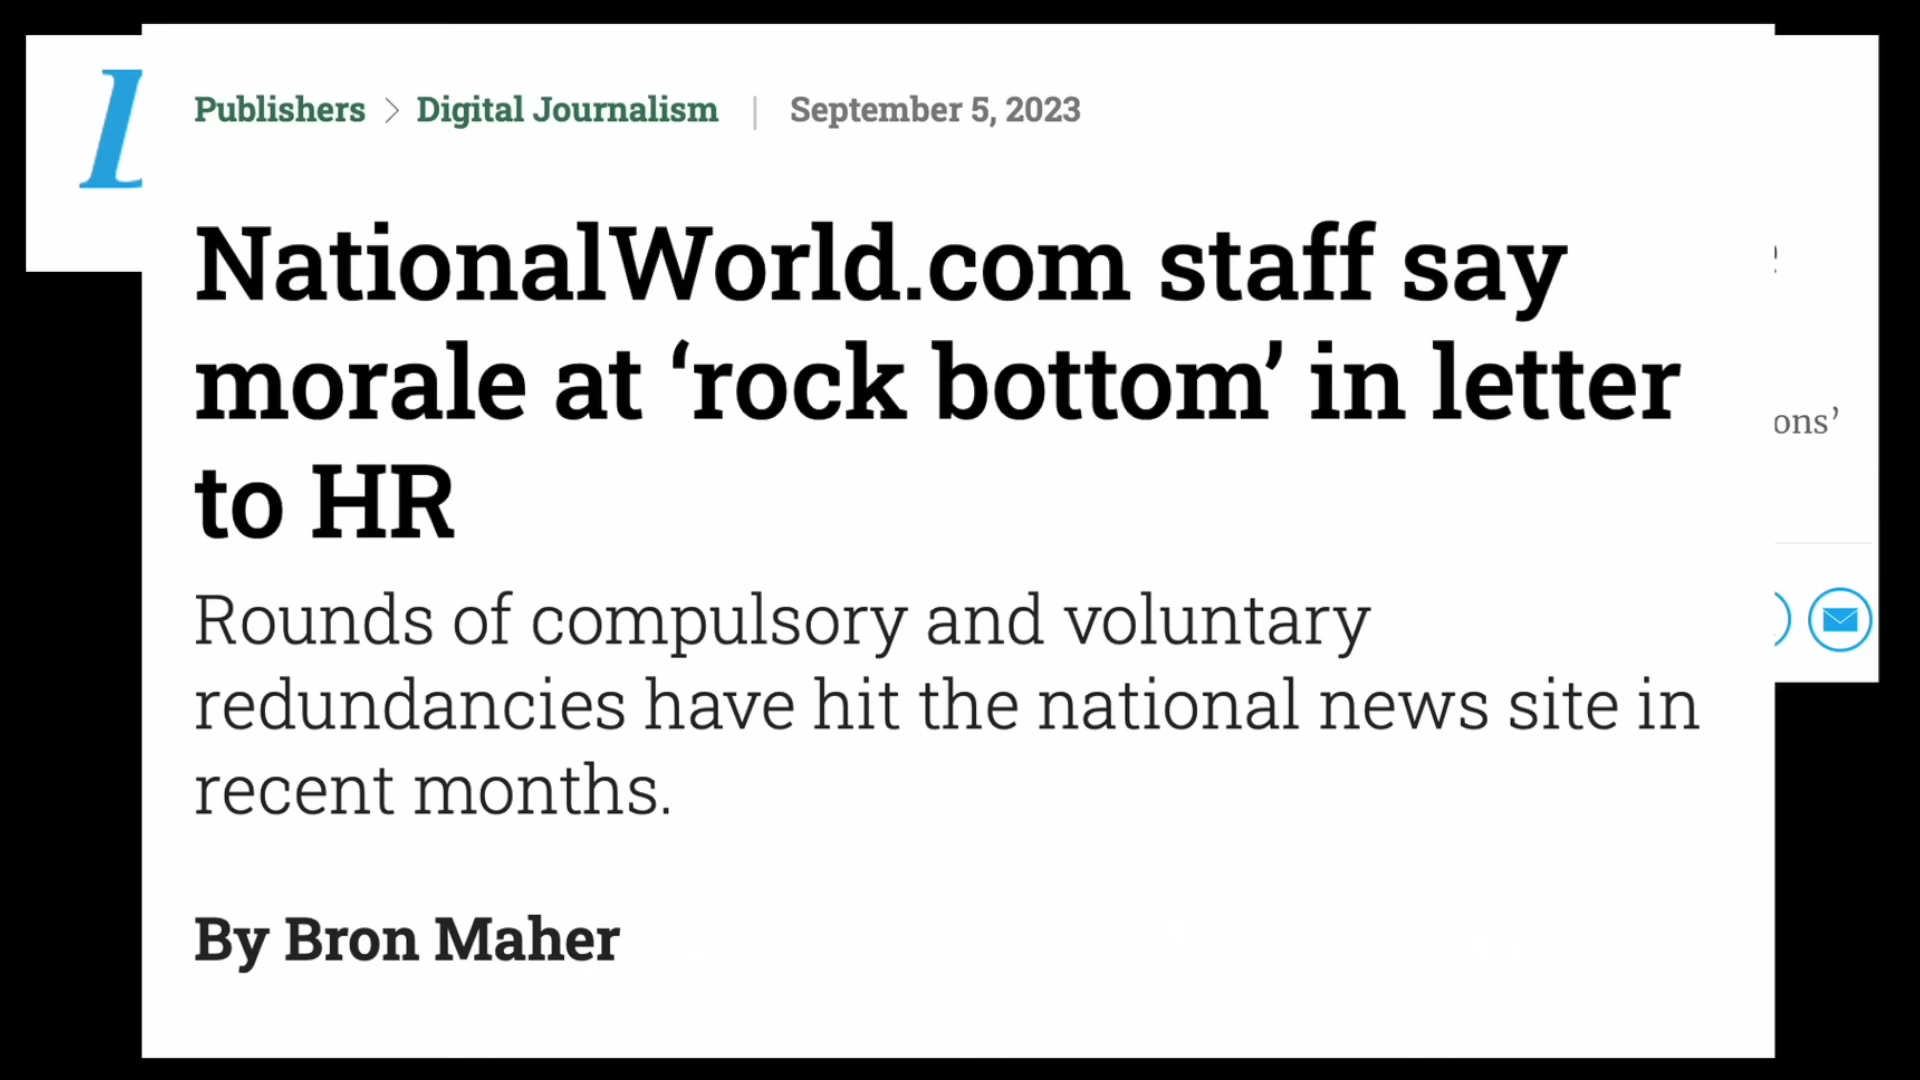 Publishers > Digital Journalism | September 5, 2023
NationalWorld.com staff say
morale at ‘rock bottom’ in letter
to HR
Rounds of compulsory and voluntary
redundancies have hit the national news site in
recent months.
By Bron Maher